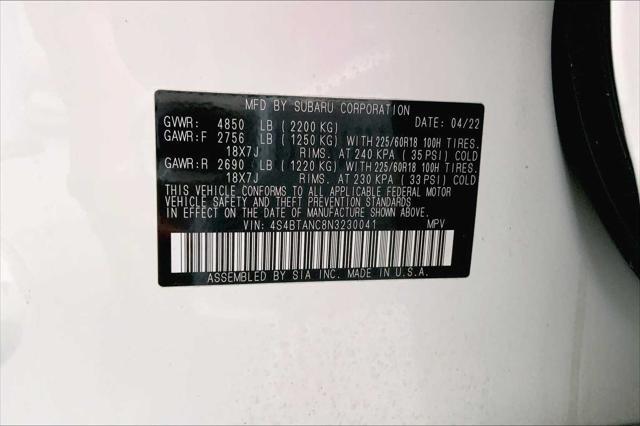 MFD BY SUBARU CORPORATION
GVWR: 4850 LB (2200 KG) DATE: 04/22
GAWR:F 2756 LB (1250 KG) WITH 225/60R18 100H TIRES.
18X7J RIMS. AT 240 KPA (35 PSI) COLD
GAWR:R 2690 LB (1220 KG) WITH 225/60R18 100H TIRES.
18X7J RIMS. AT 230 KPA (33 PSI) COLD
THIS VEHICLE CONFORMS TO ALL APPLICABLE FEDERAL MOTOR
VEHICLE SAFETY AND THEFT PREVENTION STANDARDS
IN EFFECT ON THE DATE OF MANUFACTURE SHOWN ABOVE.
VIN: 4S4BTANC8N3230041 MPV
ASSEMBLED BY SIA INC. MADE IN U.S.A.